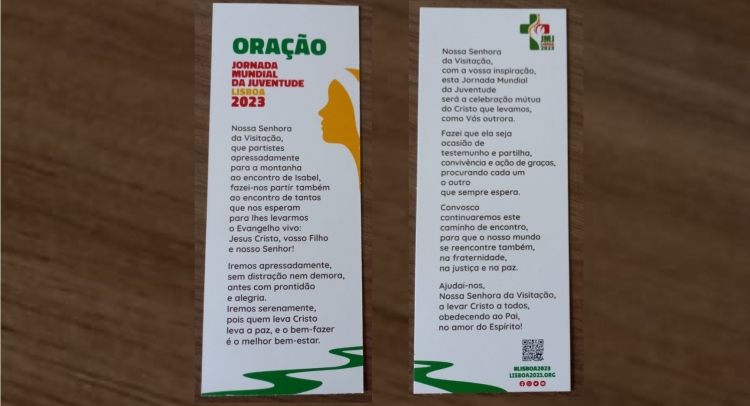 ORAÇÃO
JORNADA
MUNDIAL
DA JUVENTUDE
LISBOA
2023
Nossa Senhora
da Visitação,
que partistes
apressadamente
para a montanha
ao encontro de Isabel,
fazei-nos partir também
ao encontro de tantos
que nos esperam
para lhes levarmos
o Evangelho vivo:
Jesus Cristo, vosso Filho
e nosso Senhor!
Iremos apressadamente,
sem distração nem demora,
antes com prontidão
e alegria.
Iremos serenamente,
pois quem leva Cristo
leva a paz, e o bem-fazer
é o melhor bem-estar.
JMJ
LISBOA
2023
Nossa Senhora
da Visitação,
com a vossa inspiração,
esta Jornada Mundial
da Juventude
será a celebração mútua
do Cristo que levamos,
como Vós outrora.
Fazei que ela seja
ocasião de
testemunho e partilha,
convivência e ação de graças,
procurando cada um
o outro
que sempre espera.
Convosco
continuaremos este
caminho de encontro,
para que o nosso mundo
se reencontre também,
na fraternidade,
na justiça e na paz.
Ajudai-nos,
Nossa Senhora da Visitação,
a levar Cristo a todos,
obedecendo ao Pai,
no amor do Espírito!
#LISBOA2023
LISBOA2023.ORG